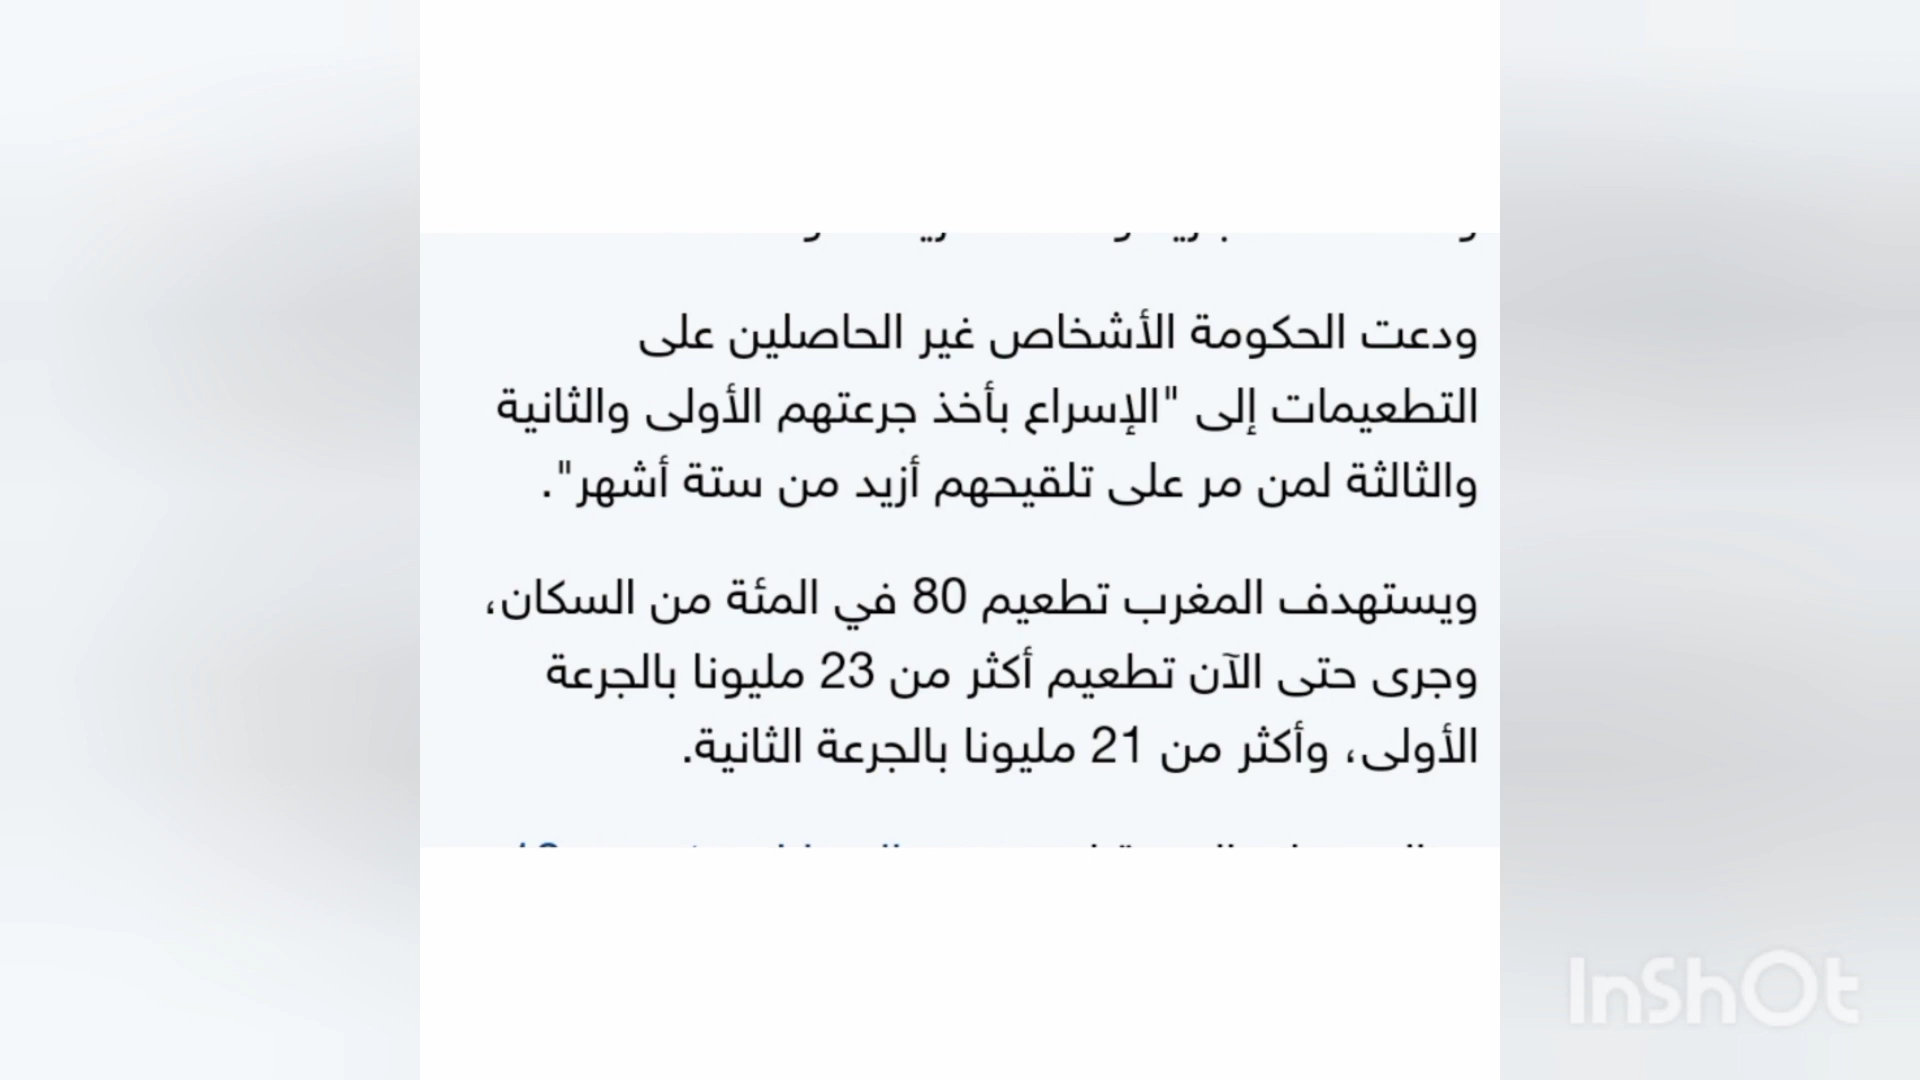 ودعت الحكومة الأشخاص غير الحاصلين على
التطعيمات إلى "الإسراع بأخذ جرعتهم الأولى والثانية
والثالثة لمن مر على تلقيحهم أزيد من ستة أشهر".
ويستهدف المغرب تطعيم 80 في المئة من السكان،
وجرى حتى الآن تطعيم أكثر من 23 مليونا بالجرعة
الأولى، وأكثر من 21 مليونا بالجرعة الثانية.
InShOt